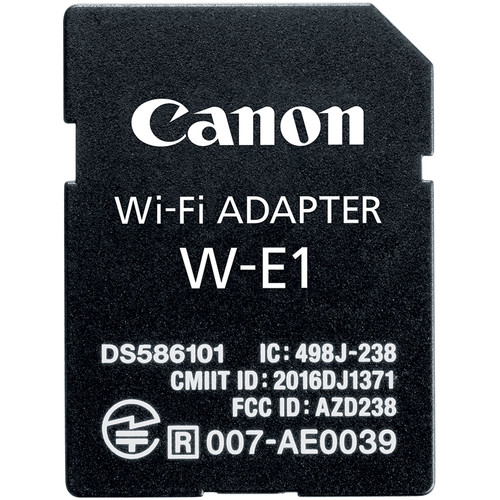 Canon
Wi-Fi ADAPTER
W-E1
DS586101 IC: 498J-238
CMIIT ID: 2016DJ1371
FCC ID: AZD238
R 007-AE0039